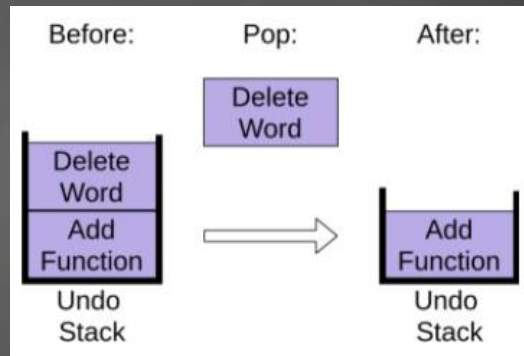 Before:
Pop:
After:
Delete
Word
Delete
Word
Add
Function
Add
Function
Undo
Stack
Undo
Stack